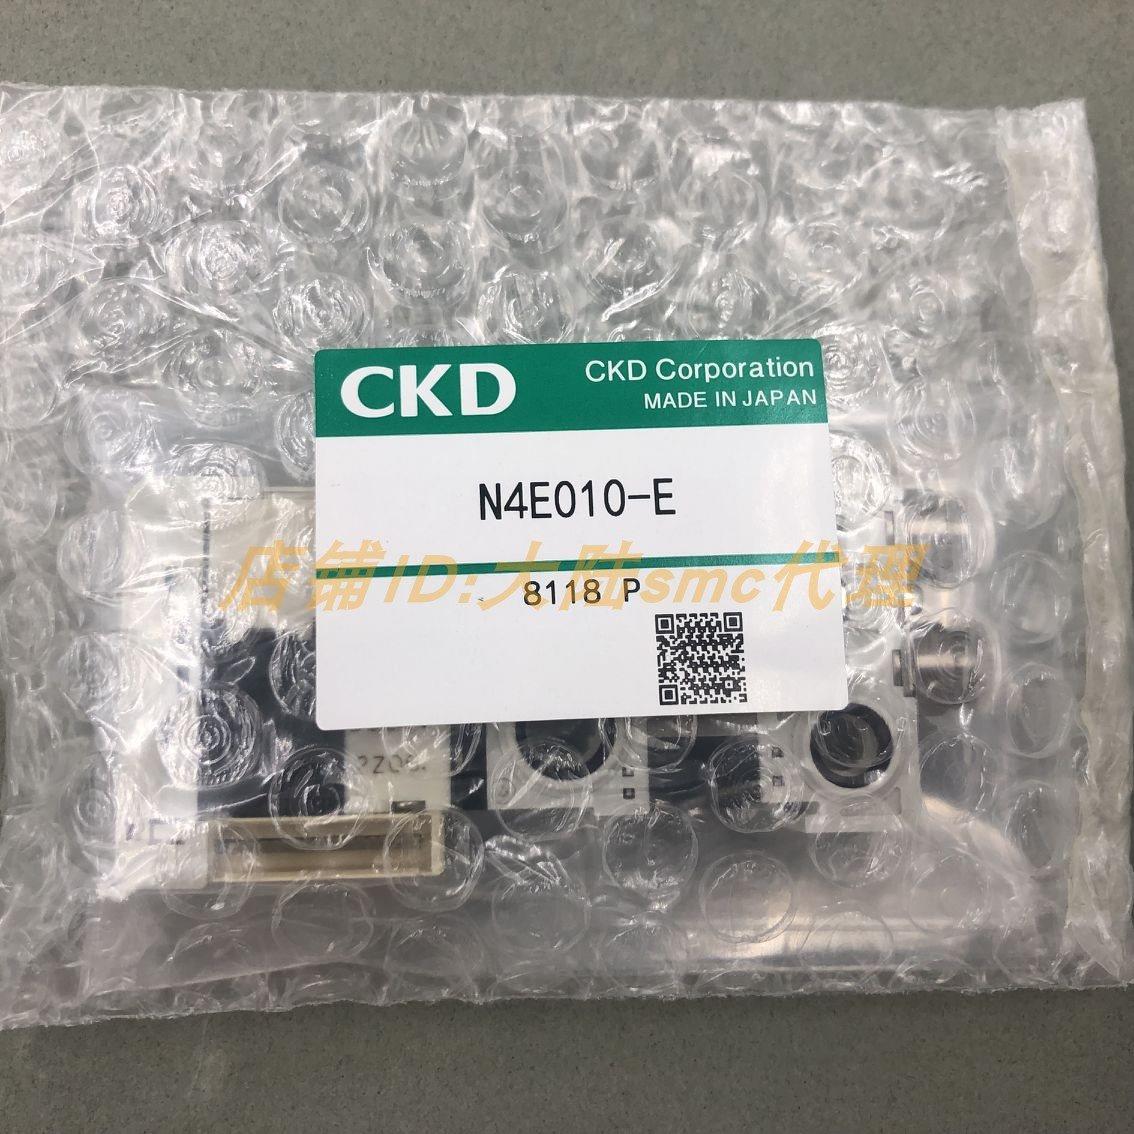 CKD
CKD Corporation
MADE IN JAPAN
N4E010-E
店铺ID:大陆smc代理
8118 P